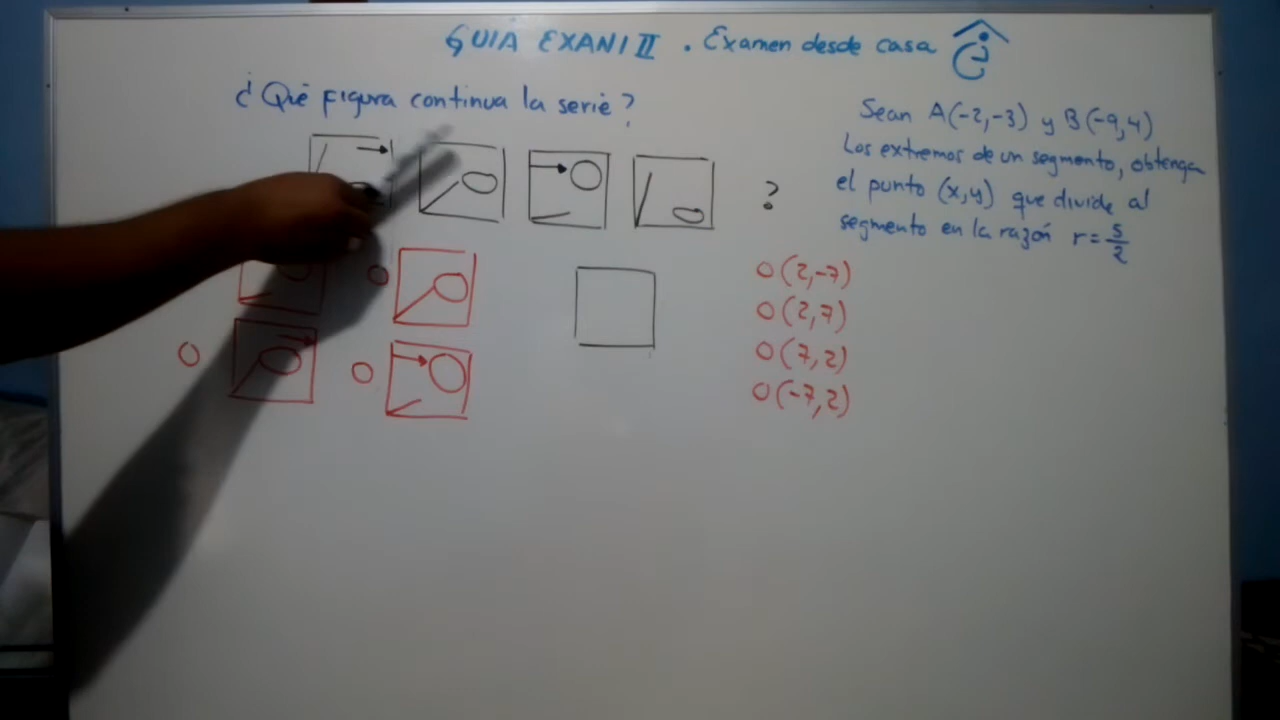 GUIA EXANI II . Examen desde casa
¿Qué figura continua la serie?
?
Sean A(-2,-3) y B(-9,4)
Los extremos de un segmento, obtengan
el punto (x,y) que divide al
segmento en la razón r=5/2
O(2,-7)
O(2,7)
O(7,2)
O(-7,2)